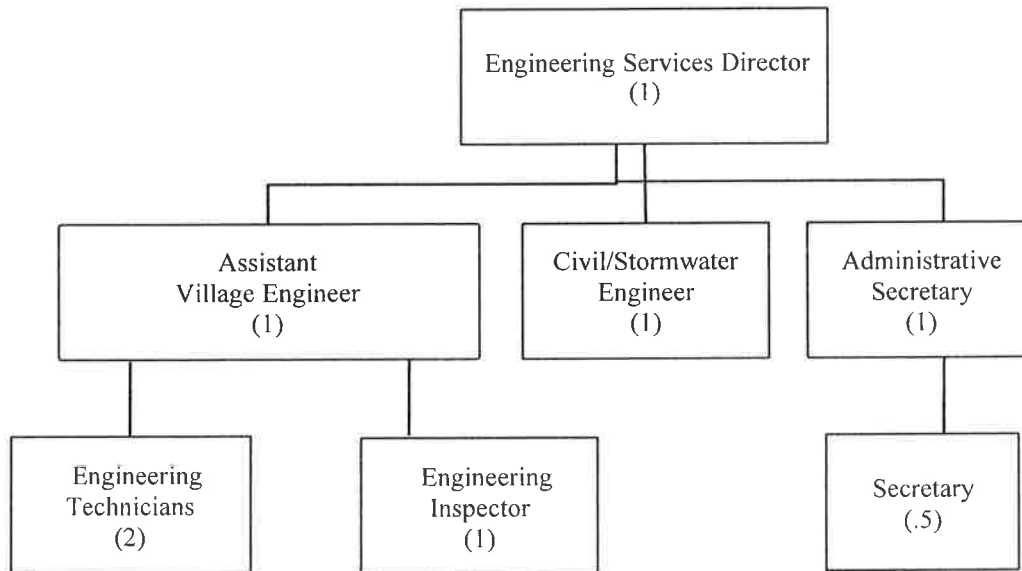 Engineering Services Director
(1)
Assistant
Village Engineer
(1)
Civil/Stormwater
Engineer
(1)
Administrative
Secretary
(1)
Engineering
Technicians
(2)
Engineering
Inspector
(1)
Secretary
(.5)